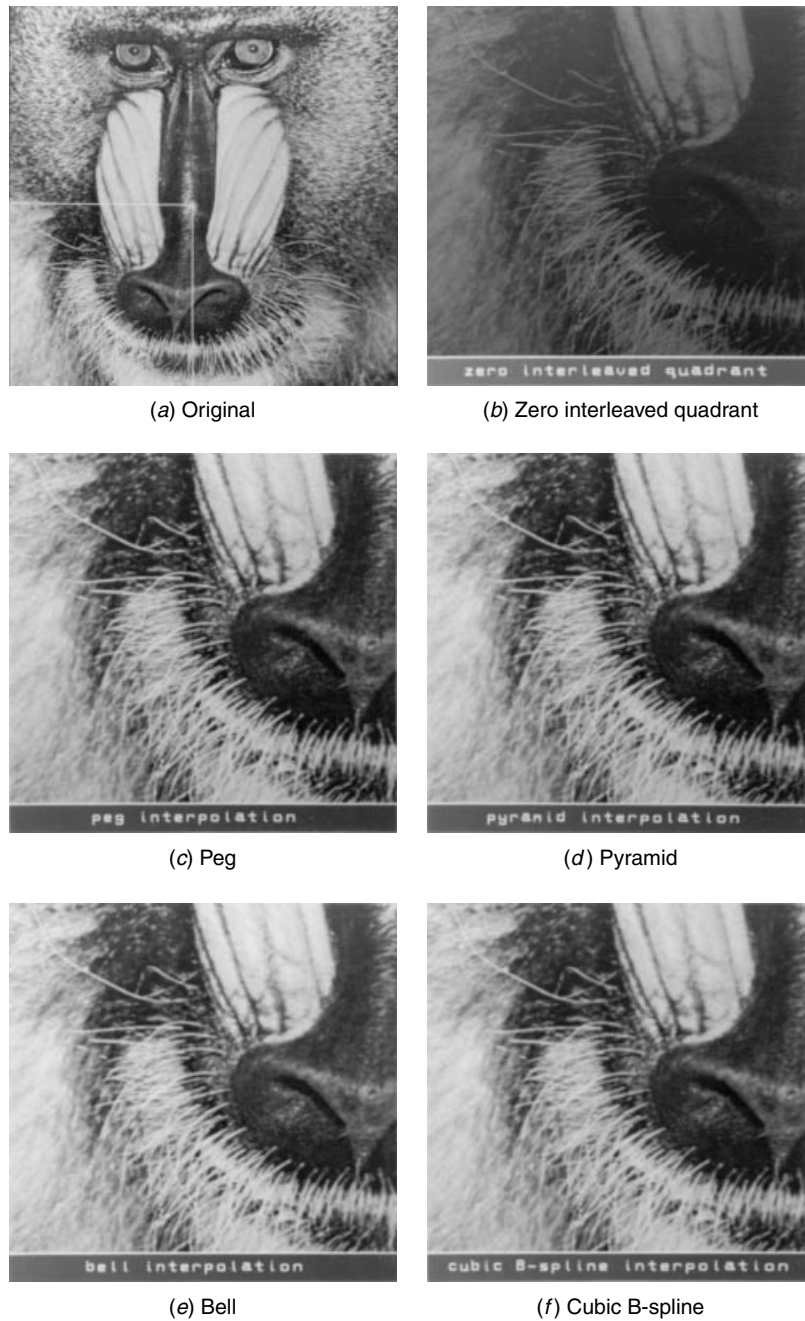 (a) Original
zero interleaved quadrant
(b) Zero interleaved quadrant
peg interpolation
(c) Peg
pyramid interpolation
(d) Pyramid
bell interpolation
(e) Bell
cubic B-spline interpolation
(f) Cubic B-spline